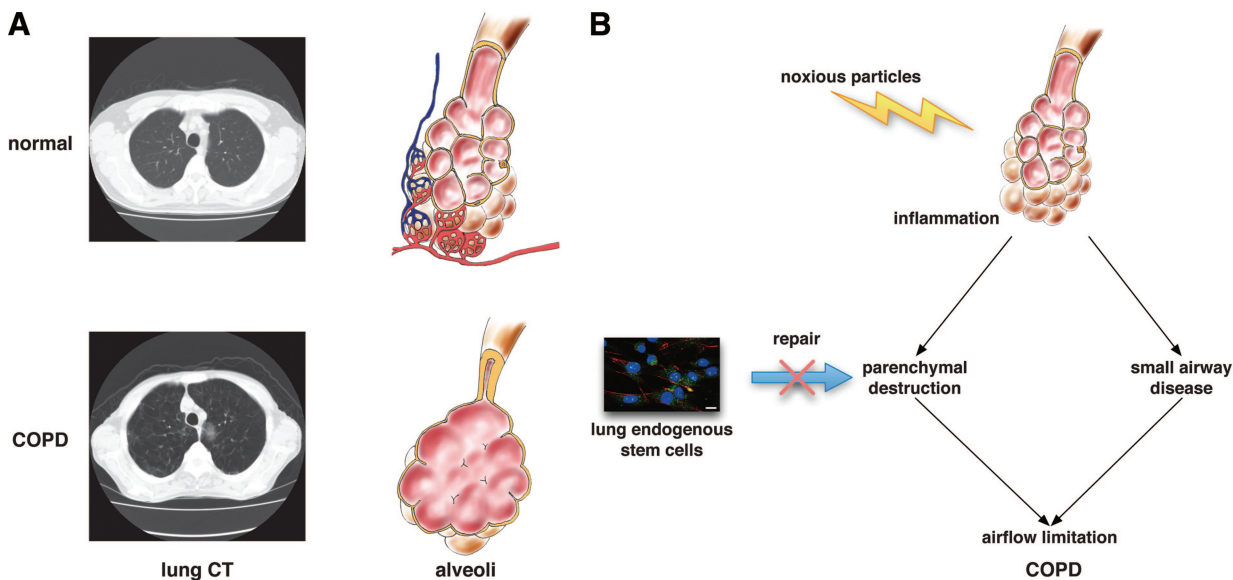 A
normal
COPD
lung CT
alveoli
B
noxious particles
inflammation
repair
lung endogenous
stem cells
parenchymal
destruction
small airway
disease
airflow limitation
COPD